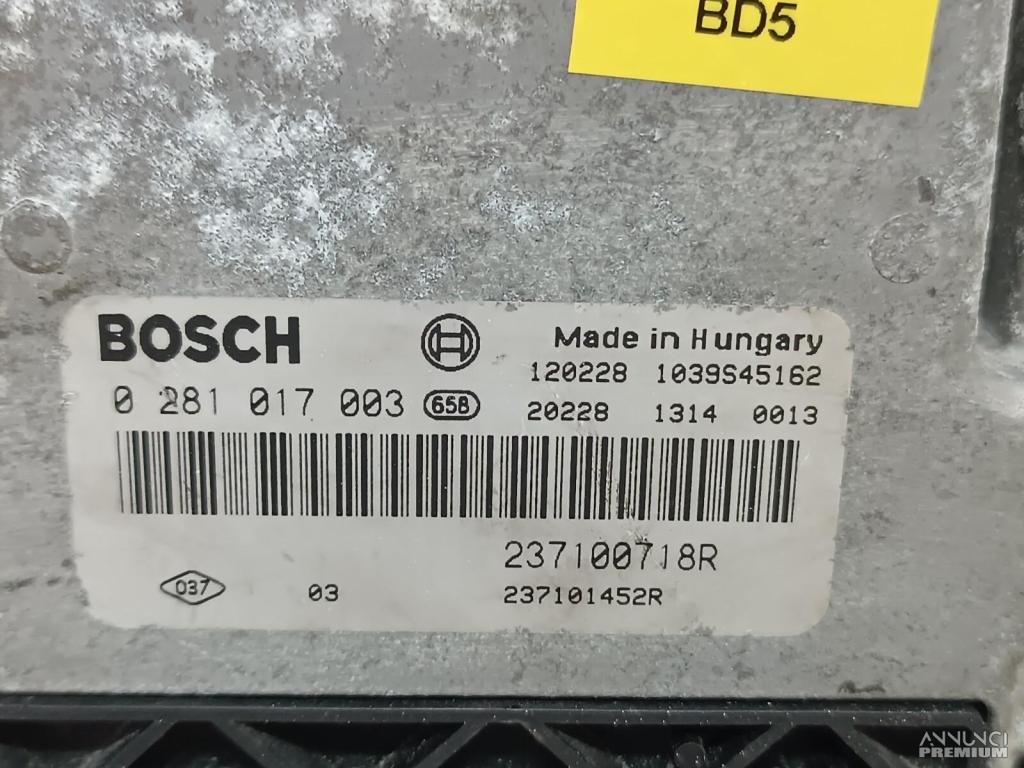 BD5
BOSCH
Made in Hungary
120228 1039S45162
0 281 017 003 658
20228 1314 0013
237100718R
037 03 237101452R
ANNUNCI
PREMIUM